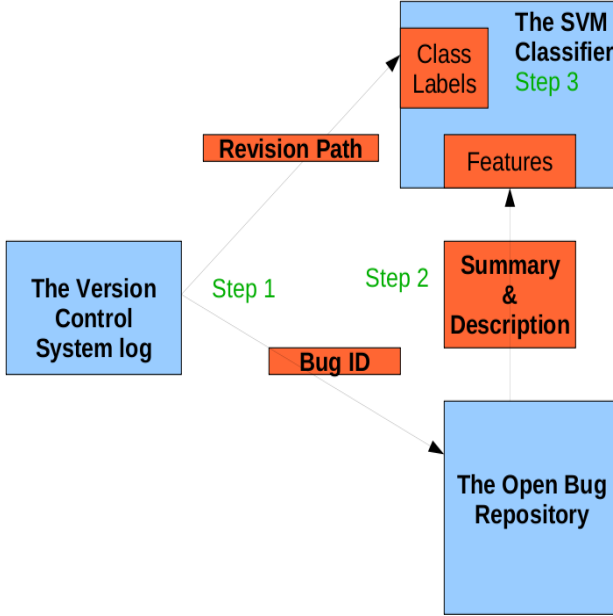 The SVM
Classifier
Step 3
Class
Labels
Revision Path
Features
The Version
Control
System log
Step 1
Step 2
Summary
&
Description
Bug ID
The Open Bug
Repository